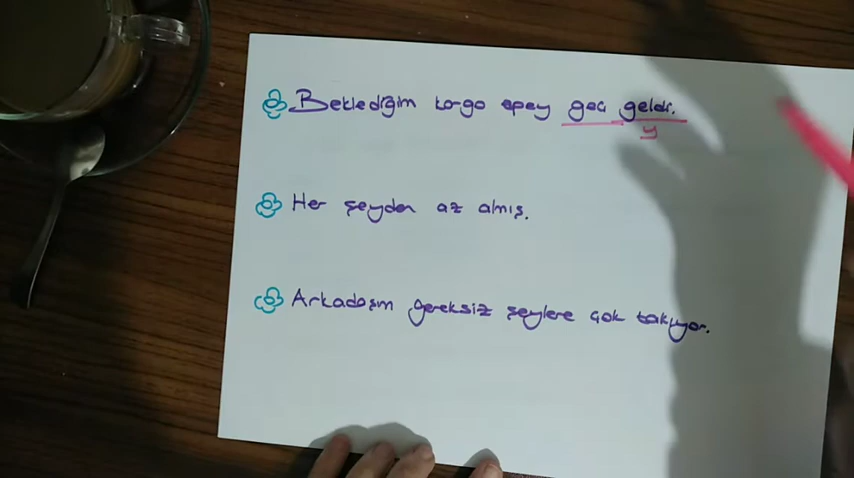 Beklediğim kargo epey geç geldi.
y
Her şeyden az almış.
Arkadaşım gereksiz şeylere çok takıyor.